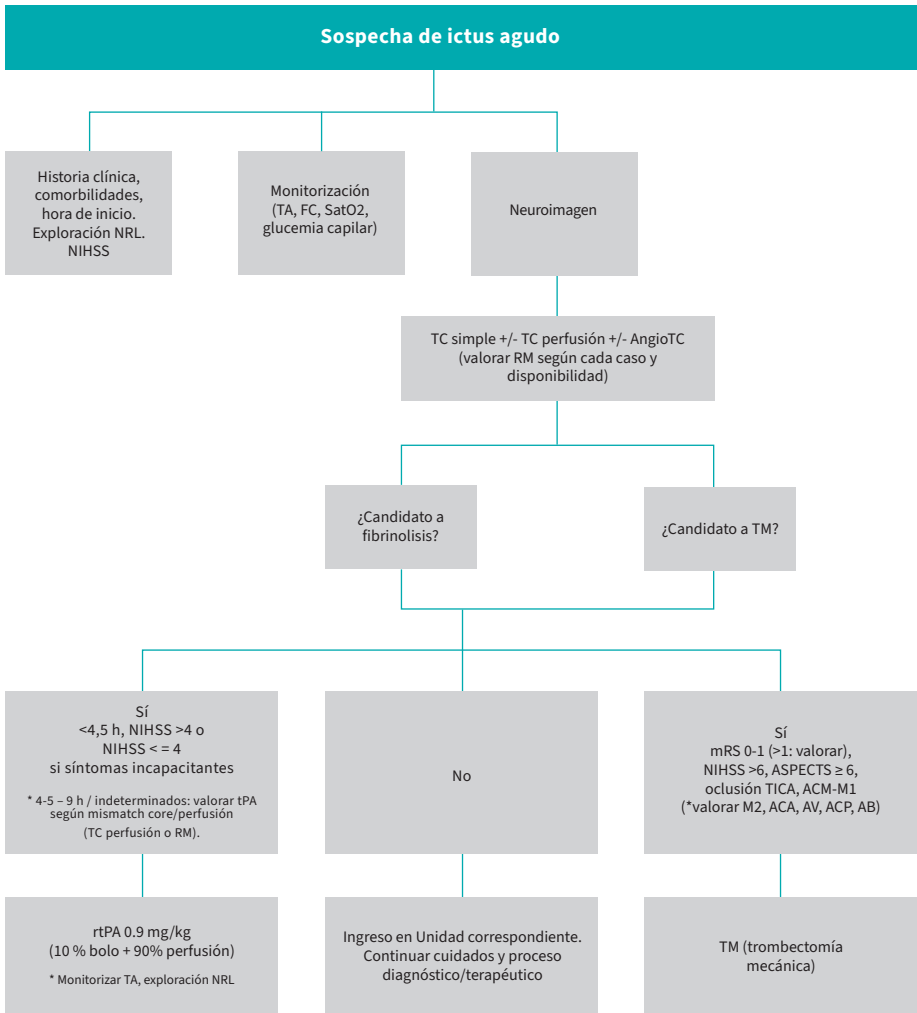 Sospecha de ictus agudo
Historia clínica,
comorbilidades,
hora de inicio.
Exploración NRL.
NIHSS
Monitorización
(TA, FC, SatO2,
glucemia capilar)
Neuroimagen
TC simple +/- TC perfusión +/- AngioTC
(valorar RM según cada caso y
disponibilidad)
¿Candidato a
fibrinolisis?
¿Candidato a TM?
Sí
<4,5 h, NIHSS >4 o
NIHSS < = 4
si síntomas incapacitantes
* 4-5 – 9 h / indeterminados: valorar tPA
según mismatch core/perfusión
(TC perfusión o RM).
No
Sí
mRS 0-1 (>1: valorar),
NIHSS >6, ASPECTS ≥ 6,
oclusión TICA, ACM-M1
(*valorar M2, ACA, AV, ACP, AB)
rtPA 0.9 mg/kg
(10 % bolo + 90% perfusión)
* Monitorizar TA, exploración NRL
Ingreso en Unidad correspondiente.
Continuar cuidados y proceso
diagnóstico/terapéutico
TM (trombectomía
mecánica)